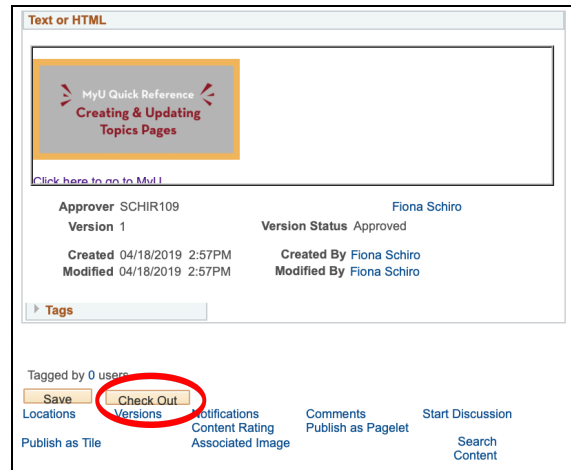 Text or HTML
MyU Quick Reference
Creating & Updating
Topics Pages
Click here to go to MyU
Approver SCHIR109 Fiona Schiro
Version 1 Version Status Approved
Created 04/18/2019 2:57PM Created By Fiona Schiro
Modified 04/18/2019 2:57PM Modified By Fiona Schiro
Tags
Tagged by 0 users
Save Check Out
Locations Versions Notifications Comments Start Discussion
Content Rating Publish as Pagelet
Publish as Tile Associated Image Search
Content